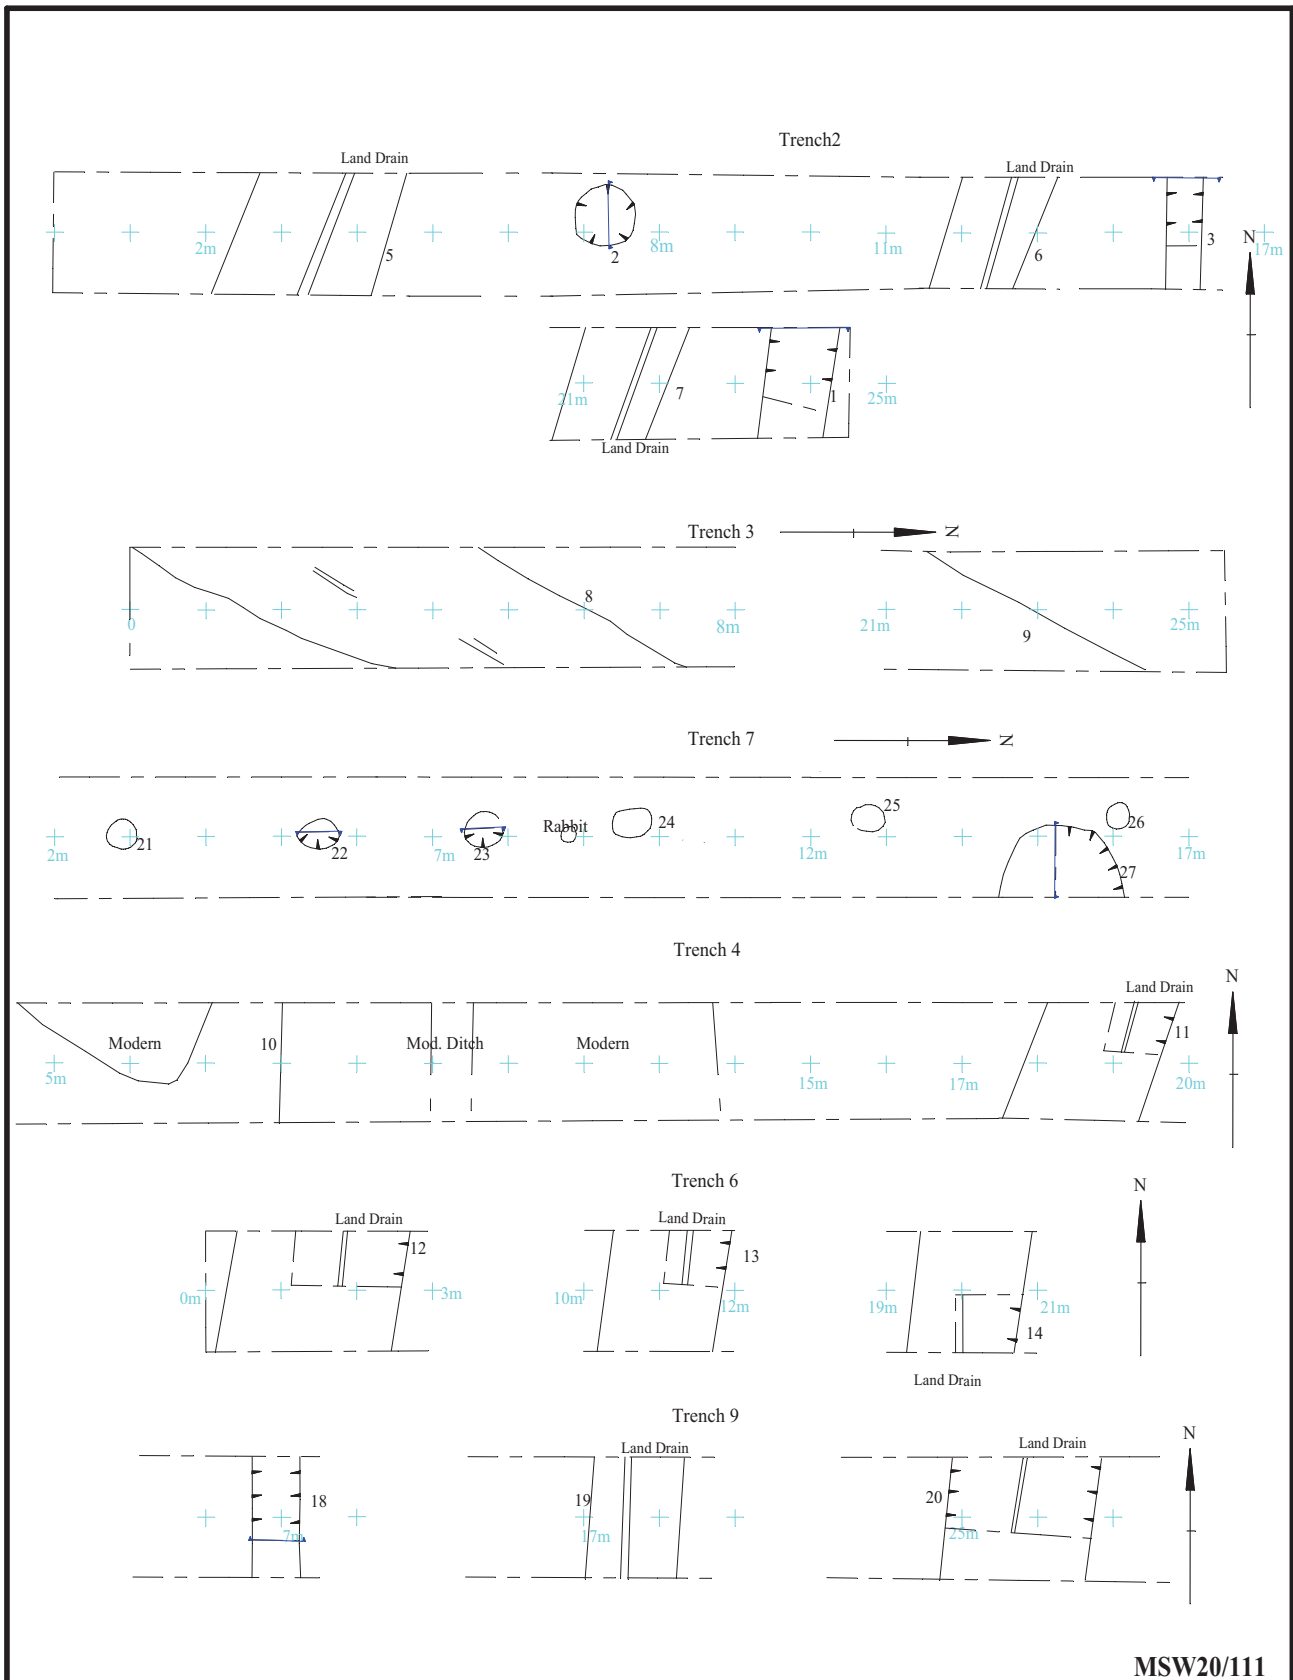 Trench2
Land Drain
Land Drain
2m
5
2
8m
11m
6
3
N
17m
21m
7
1
25m
Land Drain
Trench 3
N
0
8
8m
21m
9
25m
Trench 7
N
2m
21
22
7m
23
Rabbit
24
12m
25
26
27
17m
Trench 4
N
Land Drain
Modern
10
Mod. Ditch
Modern
11
5m
15m
17m
20m
Trench 6
N
Land Drain
Land Drain
12
13
0m
3m
10m
12m
19m
21m
14
Land Drain
Trench 9
N
Land Drain
Land Drain
18
19
20
7m
17m
25m
MSW20/111